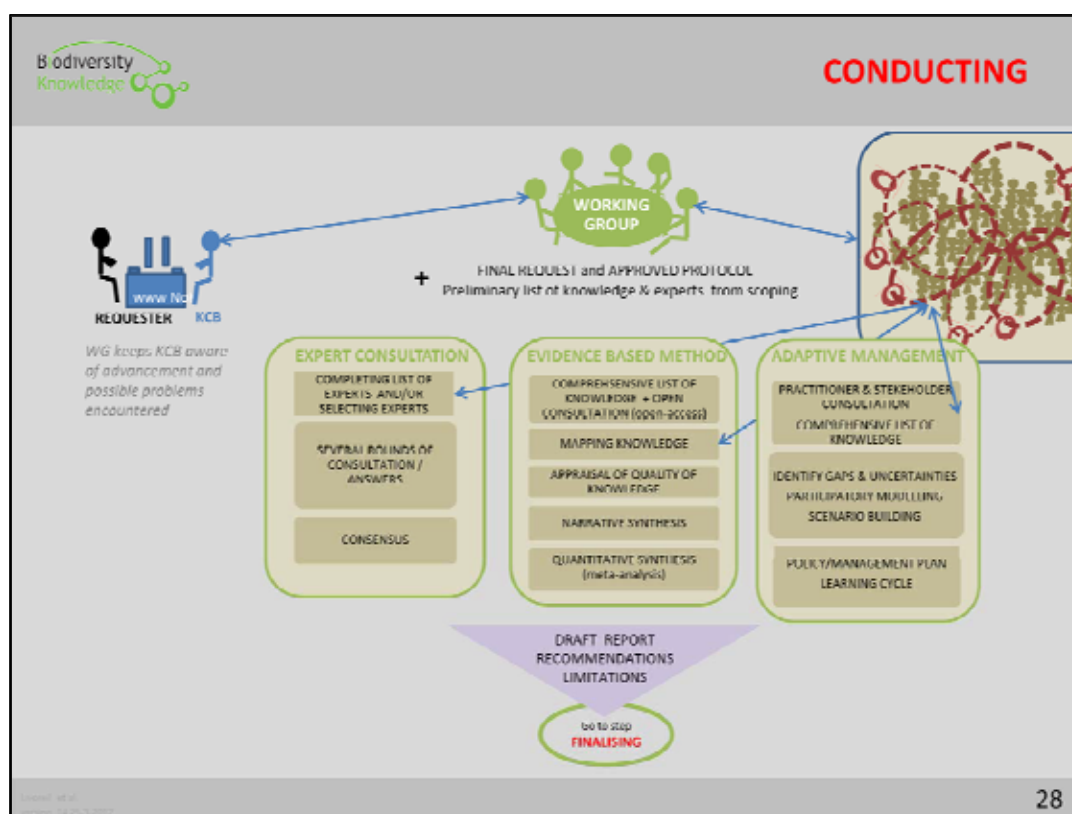 Biodiversity
Knowledge
CONDUCTING
WORKING
GROUP
www No
REQUESTER KCB
+
FINAL REQUEST and APPROVED PROTOCOL
Preliminary list of knowledge & experts from scoping
WG keeps KCB aware
of advancement and
possible problems
encountered
EXPERT CONSULTATION
COMPLETING LIST OF
EXPERTS AND/OR
SELECTING EXPERTS
SEVERAL ROUNDS OF
CONSULTATION /
ANSWERS
CONSENSUS
EVIDENCE BASED METHOD
COMPREHENSIVE LIST OF
KNOWLEDGE + OPEN
CONSULTATION (open-access)
MAPPING KNOWLEDGE
APPRAISAL OF QUALITY OF
KNOWLEDGE
NARRATIVE SYNTHESIS
QUANTITATIVE SYNTHESIS
(meta-analysis)
ADAPTIVE MANAGEMENT
PRACTITIONER & STEKEHOLDER
CONSULTATION
COMPREHENSIVE LIST OF
KNOWLEDGE
IDENTIFY GAPS & UNCERTAINTIES
PARTICIPATORY MODELLING
SCENARIO BUILDING
POLICY/MANAGEMENT PLAN
LEARNING CYCLE
DRAFT REPORT
RECOMMENDATIONS
LIMITATIONS
Go to step
FINALISING
28